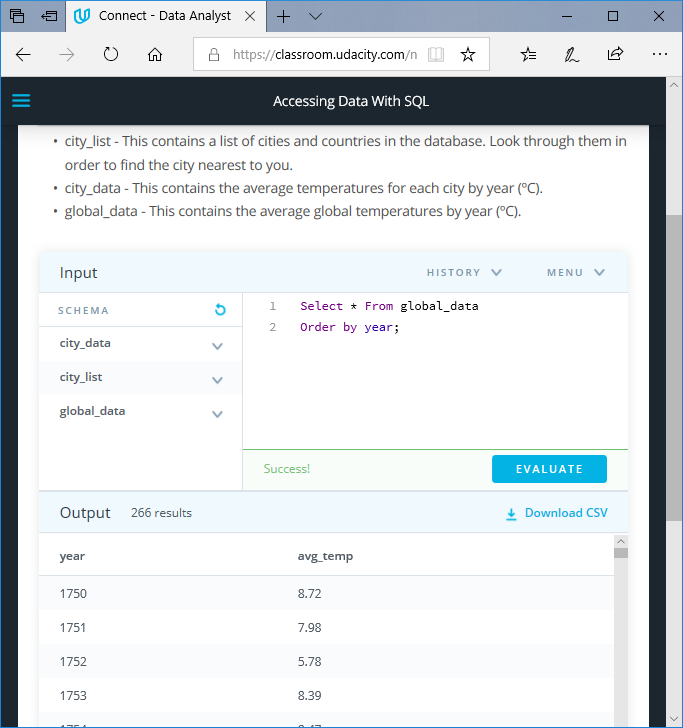 Connect - Data Analyst
https://classroom.udacity.com/n
Accessing Data With SQL
• city_list - This contains a list of cities and countries in the database. Look through them in
order to find the city nearest to you.
• city_data - This contains the average temperatures for each city by year (ºC).
• global_data - This contains the average global temperatures by year (ºC).
Input
HISTORY
MENU
SCHEMA
city_data
city_list
global_data
1 Select * From global_data
2 Order by year;
Success!
EVALUATE
Output 266 results
Download CSV
year avg_temp
1750 8.72
1751 7.98
1752 5.78
1753 8.39